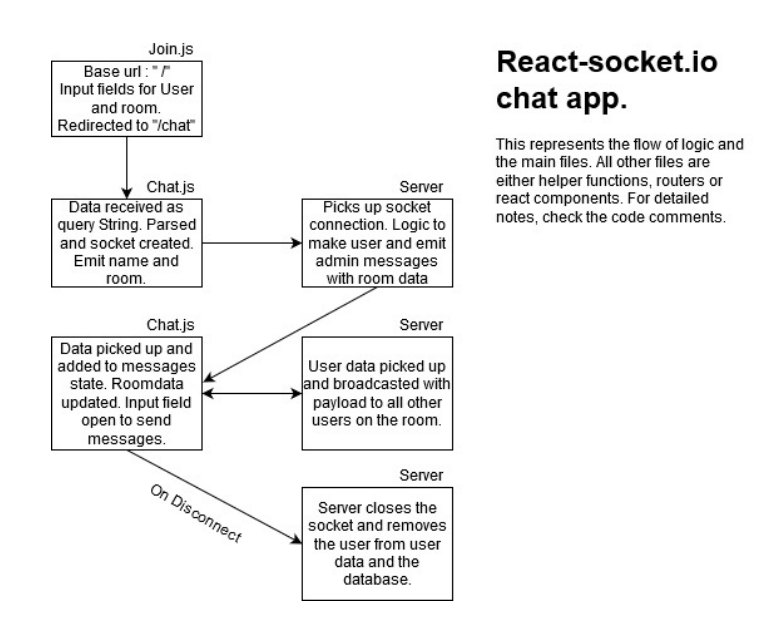 Join.js
Base url : " /"
Input fields for User
and room.
Redirected to "/chat"
React-socket.io
chat app.
This represents the flow of logic and
the main files. All other files are
either helper functions, routers or
react components. For detailed
notes, check the code comments.
Chat.js
Data received as
query String. Parsed
and socket created.
Emit name and
room.
Server
Picks up socket
connection. Logic to
make user and emit
admin messages
with room data
Chat.js
Data picked up and
added to messages
state. Roomdata
updated. Input field
open to send
messages.
Server
User data picked up
and broadcasted with
payload to all other
users on the room.
On Disconnect
Server
Server closes the
socket and removes
the user from user
data and the
database.